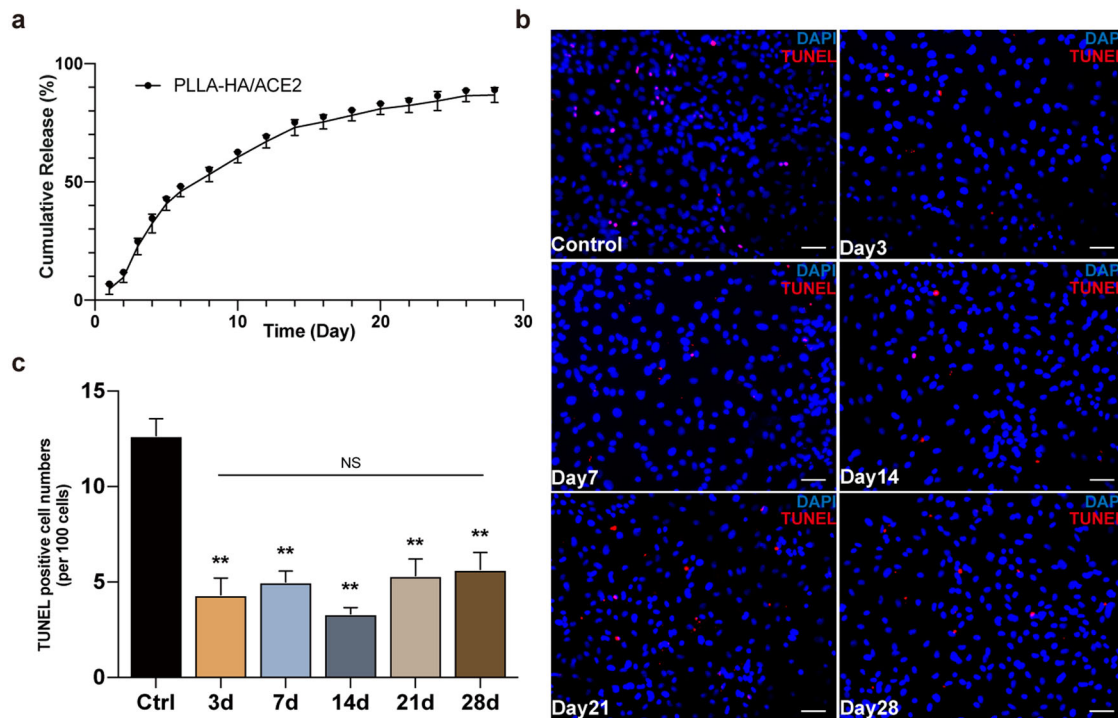 a
100
50
0
Cumulative Release (%)
PLLA-HA/ACE2
0
10
20
30
Time (Day)
b
DAPI
TUNEL
Control
DAPI
TUNEL
Day3
DAPI
TUNEL
Day7
DAPI
TUNEL
Day14
DAPI
TUNEL
Day21
DAPI
TUNEL
Day28
c
15
10
5
0
TUNEL positive cell numbers
(per 100 cells)
NS
**
**
**
**
**
Ctrl
3d
7d
14d
21d
28d